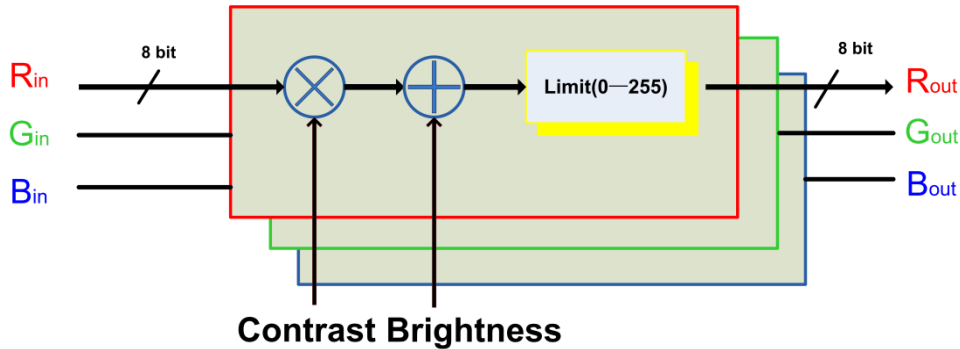 8 bit
8 bit
Rin
Limit(0—255)
Rout
Gin
Gout
Bin
Bout
Contrast Brightness